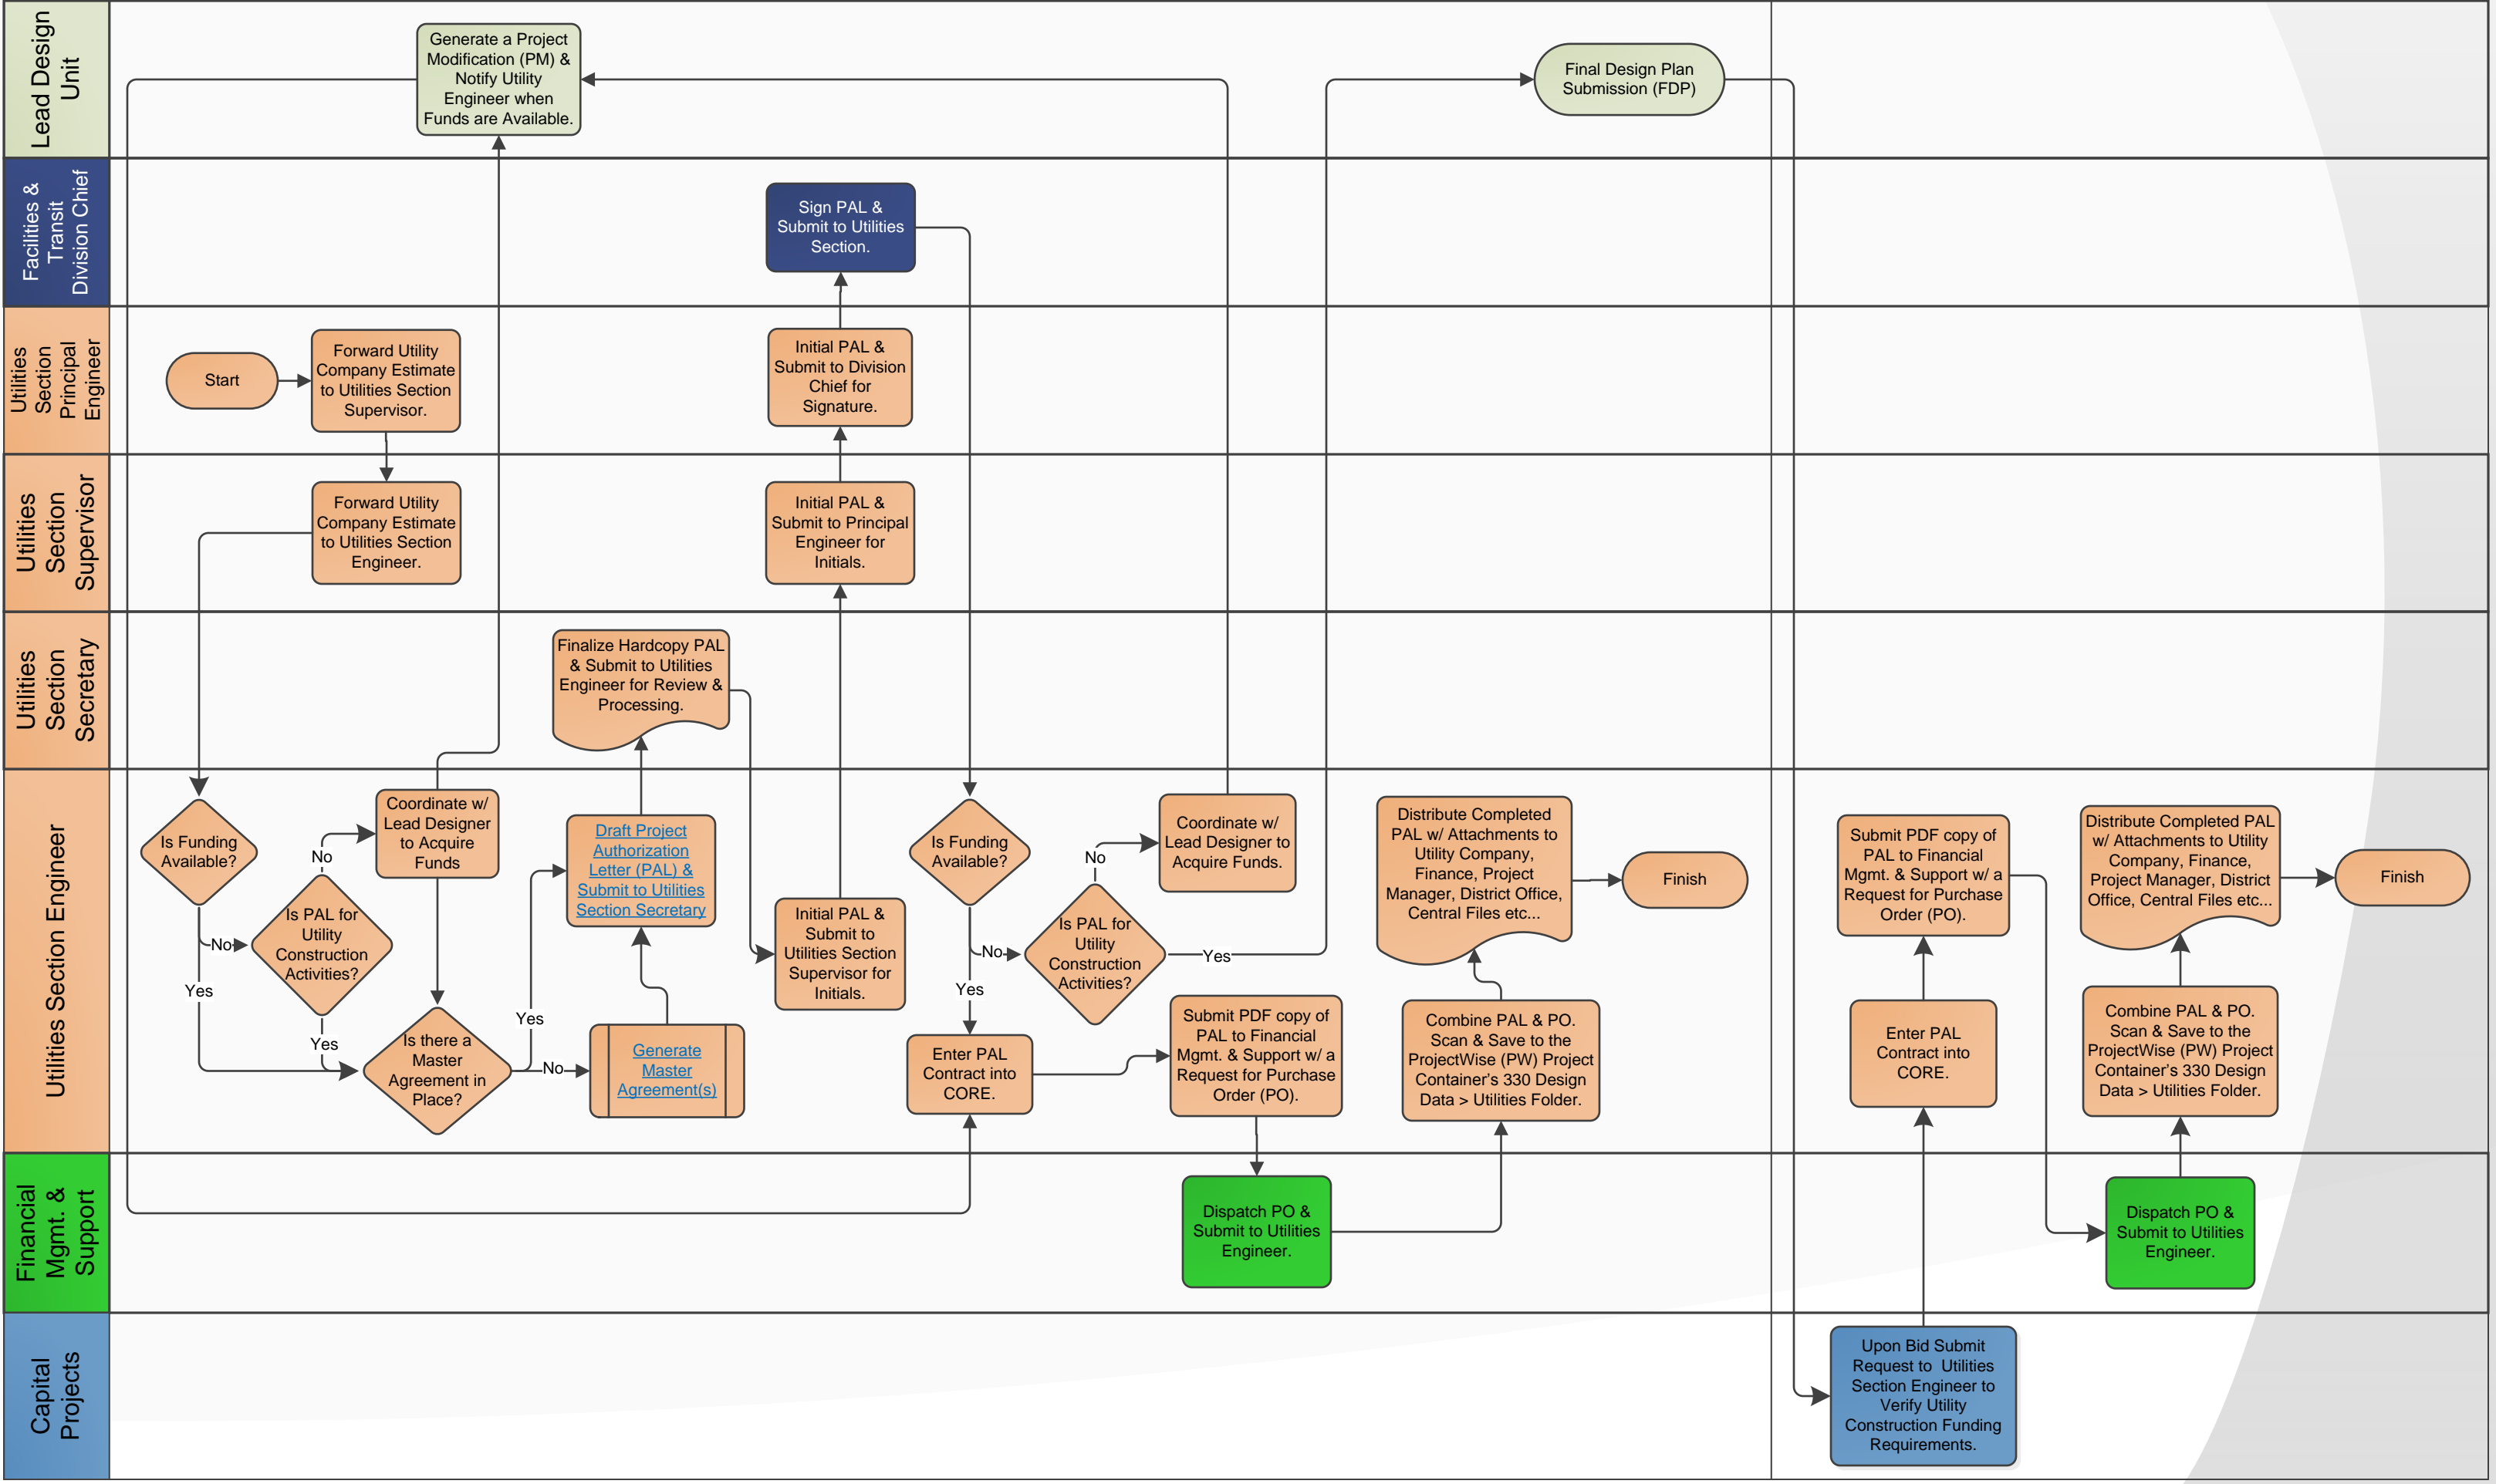 Lead Design
Unit
Generate a Project
Modification (PM) &
Notify Utility
Engineer when
Funds are Available.
Final Design Plan
Submission (FDP)
Facilities &
Transit
Division Chief
Sign PAL &
Submit to Utilities
Section.
Utilities
Section
Principal
Engineer
Start
Forward Utility
Company Estimate
to Utilities Section
Supervisor.
Initial PAL &
Submit to Division
Chief for
Signature.
Utilities
Section
Supervisor
Forward Utility
Company Estimate
to Utilities Section
Engineer.
Initial PAL &
Submit to Principal
Engineer for
Initials.
Utilities
Section
Secretary
Finalize Hardcopy PAL
& Submit to Utilities
Engineer for Review &
Processing.
Utilities Section Engineer
Is Funding
Available?
No
Yes
Is PAL for
Utility
Construction
Activities?
No
Yes
Coordinate w/
Lead Designer
to Acquire
Funds
Is there a
Master
Agreement in
Place?
Yes
No
Draft Project
Authorization
Letter (PAL) &
Submit to Utilities
Section Secretary
Generate
Master
Agreement(s)
Initial PAL &
Submit to
Utilities Section
Supervisor for
Initials.
Is Funding
Available?
No
Yes
Is PAL for
Utility
Construction
Activities?
No
Yes
Coordinate w/
Lead Designer to
Acquire Funds.
Enter PAL
Contract into
CORE.
Submit PDF copy of
PAL to Financial
Mgmt. & Support w/ a
Request for Purchase
Order (PO).
Distribute Completed
PAL w/ Attachments to
Utility Company,
Finance, Project
Manager, District Office,
Central Files etc...
Finish
Combine PAL & PO.
Scan & Save to the
ProjectWise (PW) Project
Container's 330 Design
Data > Utilities Folder.
Submit PDF copy of
PAL to Financial
Mgmt. & Support w/ a
Request for Purchase
Order (PO).
Enter PAL
Contract into
CORE.
Distribute Completed PAL
w/ Attachments to Utility
Company, Finance,
Project Manager, District
Office, Central Files etc...
Finish
Combine PAL & PO.
Scan & Save to the
ProjectWise (PW) Project
Container's 330 Design
Data > Utilities Folder.
Financial
Mgmt. &
Support
Dispatch PO &
Submit to Utilities
Engineer.
Dispatch PO &
Submit to Utilities
Engineer.
Capital
Projects
Upon Bid Submit
Request to Utilities
Section Engineer to
Verify Utility
Construction Funding
Requirements.